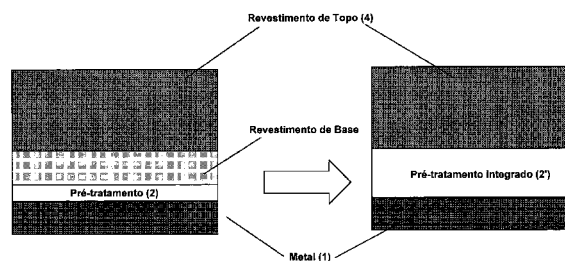 Revestimento de Topo (4)
Revestimento de Base
Pré-tratamento (2)
Pré-tratamento Integrado (2')
Metal (1)